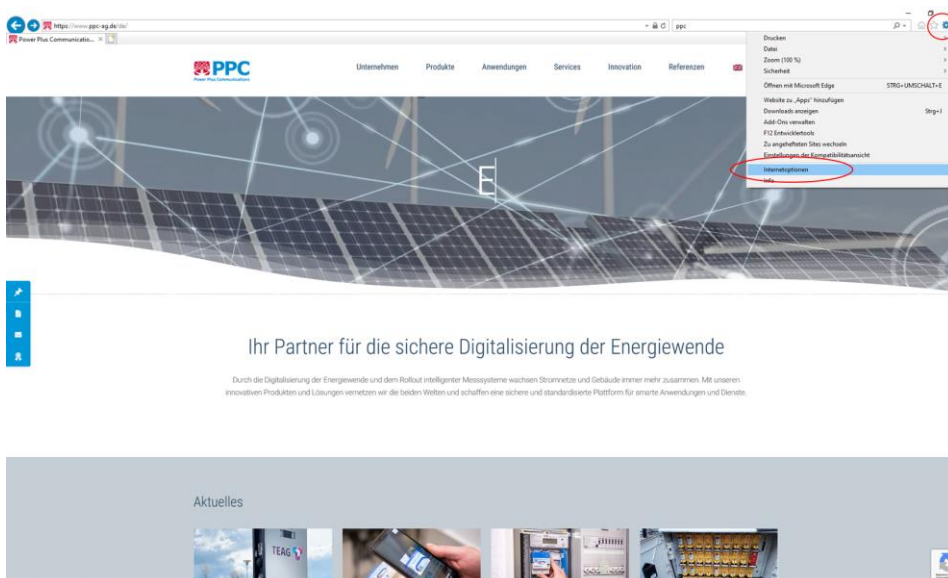 https://www.ppc-ag.de/de/
ppc
Power Plus Communicatio...
PPC
Power Plus Communications
Unternehmen Produkte Anwendungen Services Innovation Referenzen
Drucken
Datei
Zoom (100 %)
Sicherheit
Öffnen mit Microsoft Edge STRG+UMSCHALT+E
Website zu „Apps" hinzufügen
Downloads anzeigen Strg+J
Add-Ons verwalten
F12 Entwicklertools
Zu angehefteten Sites wechseln
Einstellungen der Kompatibilitätsansicht
Internetoptionen
Info
E
Ihr Partner für die sichere Digitalisierung der Energiewende
Durch die Digitalisierung der Energiewende und dem Rollout intelligenter Messsysteme wachsen Stromnetze und Gebäude immer mehr zusammen. Mit unseren
innovativen Produkten und Lösungen vernetzen wir die beiden Welten und schaffen eine sichere und standardisierte Plattform für smarte Anwendungen und Dienste.
Aktuelles
TEAG